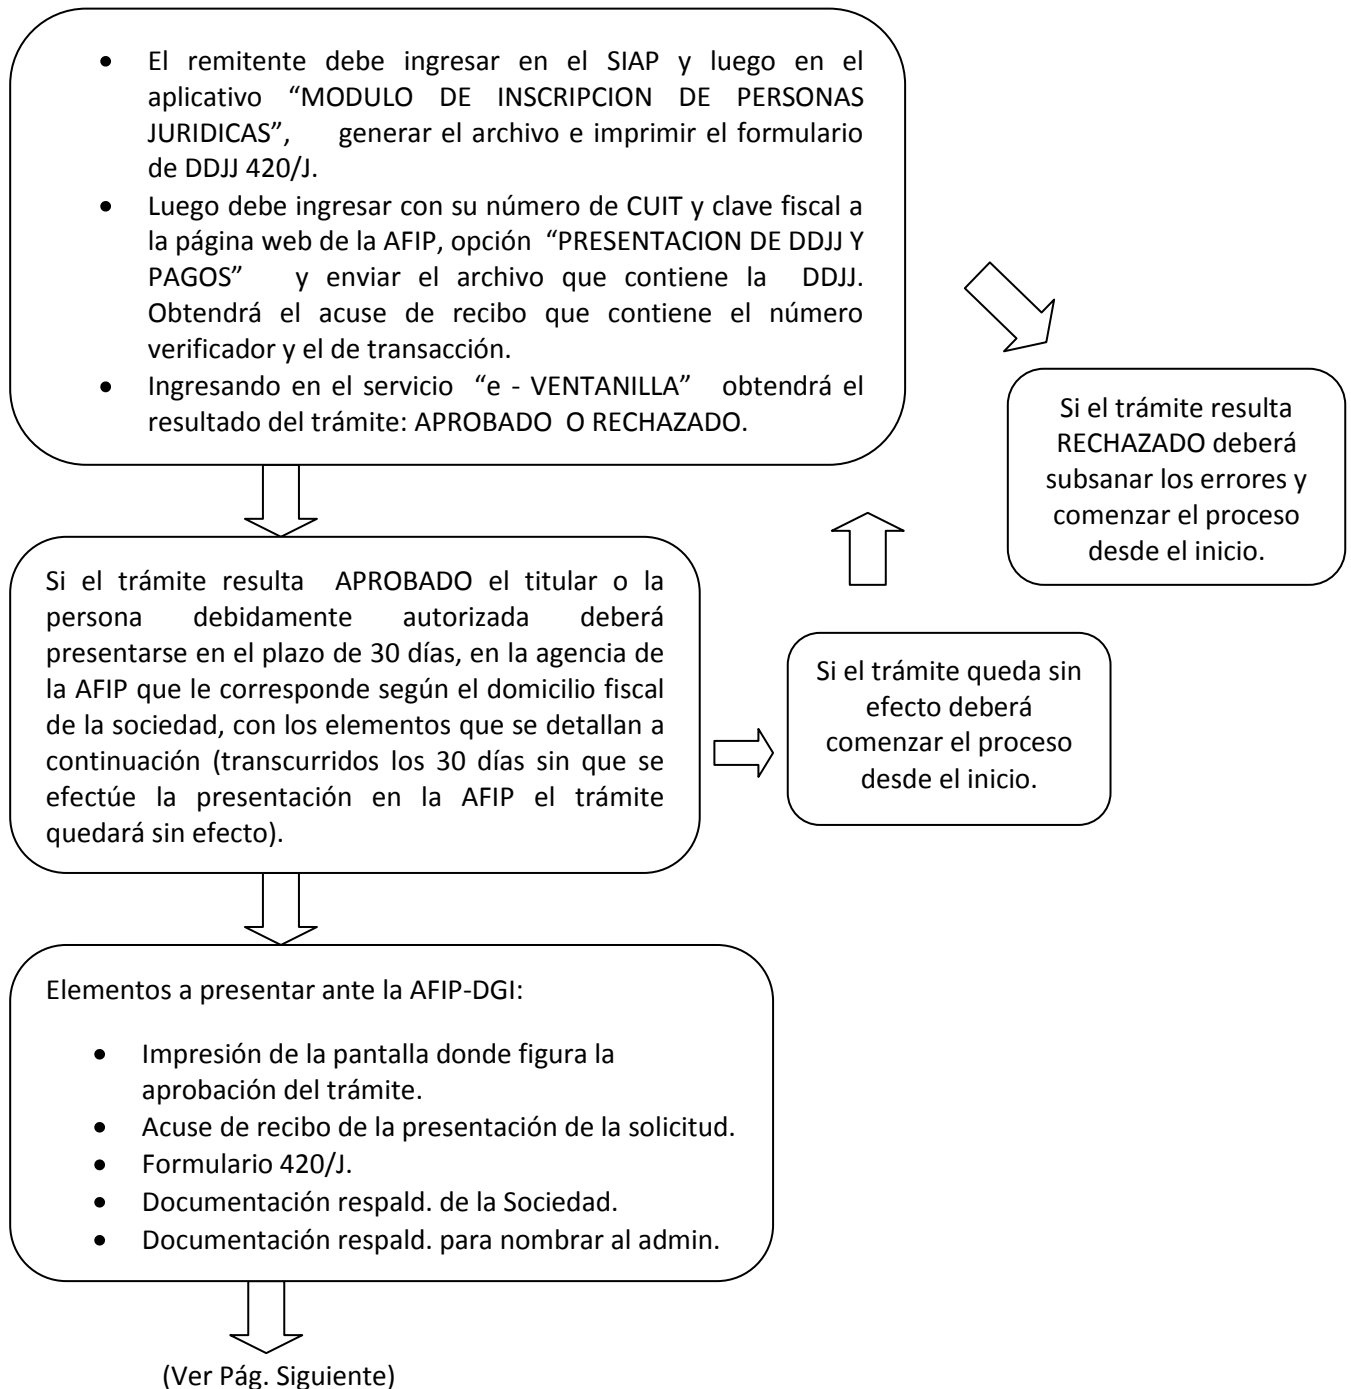 • El remitente debe ingresar en el SIAP y luego en el
aplicativo “MODULO DE INSCRIPCION DE PERSONAS
JURIDICAS”, generar el archivo e imprimir el formulario
de DDJJ 420/J.
• Luego debe ingresar con su número de CUIT y clave fiscal a
la página web de la AFIP, opción “PRESENTACION DE DDJJ Y
PAGOS” y enviar el archivo que contiene la DDJJ.
Obtendrá el acuse de recibo que contiene el número
verificador y el de transacción.
• Ingresando en el servicio “e - VENTANILLA” obtendrá el
resultado del trámite: APROBADO O RECHAZADO.
Si el trámite resulta
RECHAZADO deberá
subsanar los errores y
comenzar el proceso
desde el inicio.
Si el trámite resulta APROBADO el titular o la
persona debidamente autorizada deberá
presentarse en el plazo de 30 días, en la agencia de
la AFIP que le corresponde según el domicilio fiscal
de la sociedad, con los elementos que se detallan a
continuación (transcurridos los 30 días sin que se
efectúe la presentación en la AFIP el trámite
quedará sin efecto).
Si el trámite queda sin
efecto deberá
comenzar el proceso
desde el inicio.
Elementos a presentar ante la AFIP-DGI:
• Impresión de la pantalla donde figura la
aprobación del trámite.
• Acuse de recibo de la presentación de la solicitud.
• Formulario 420/J.
• Documentación respald. de la Sociedad.
• Documentación respald. para nombrar al admin.
(Ver Pág. Siguiente)